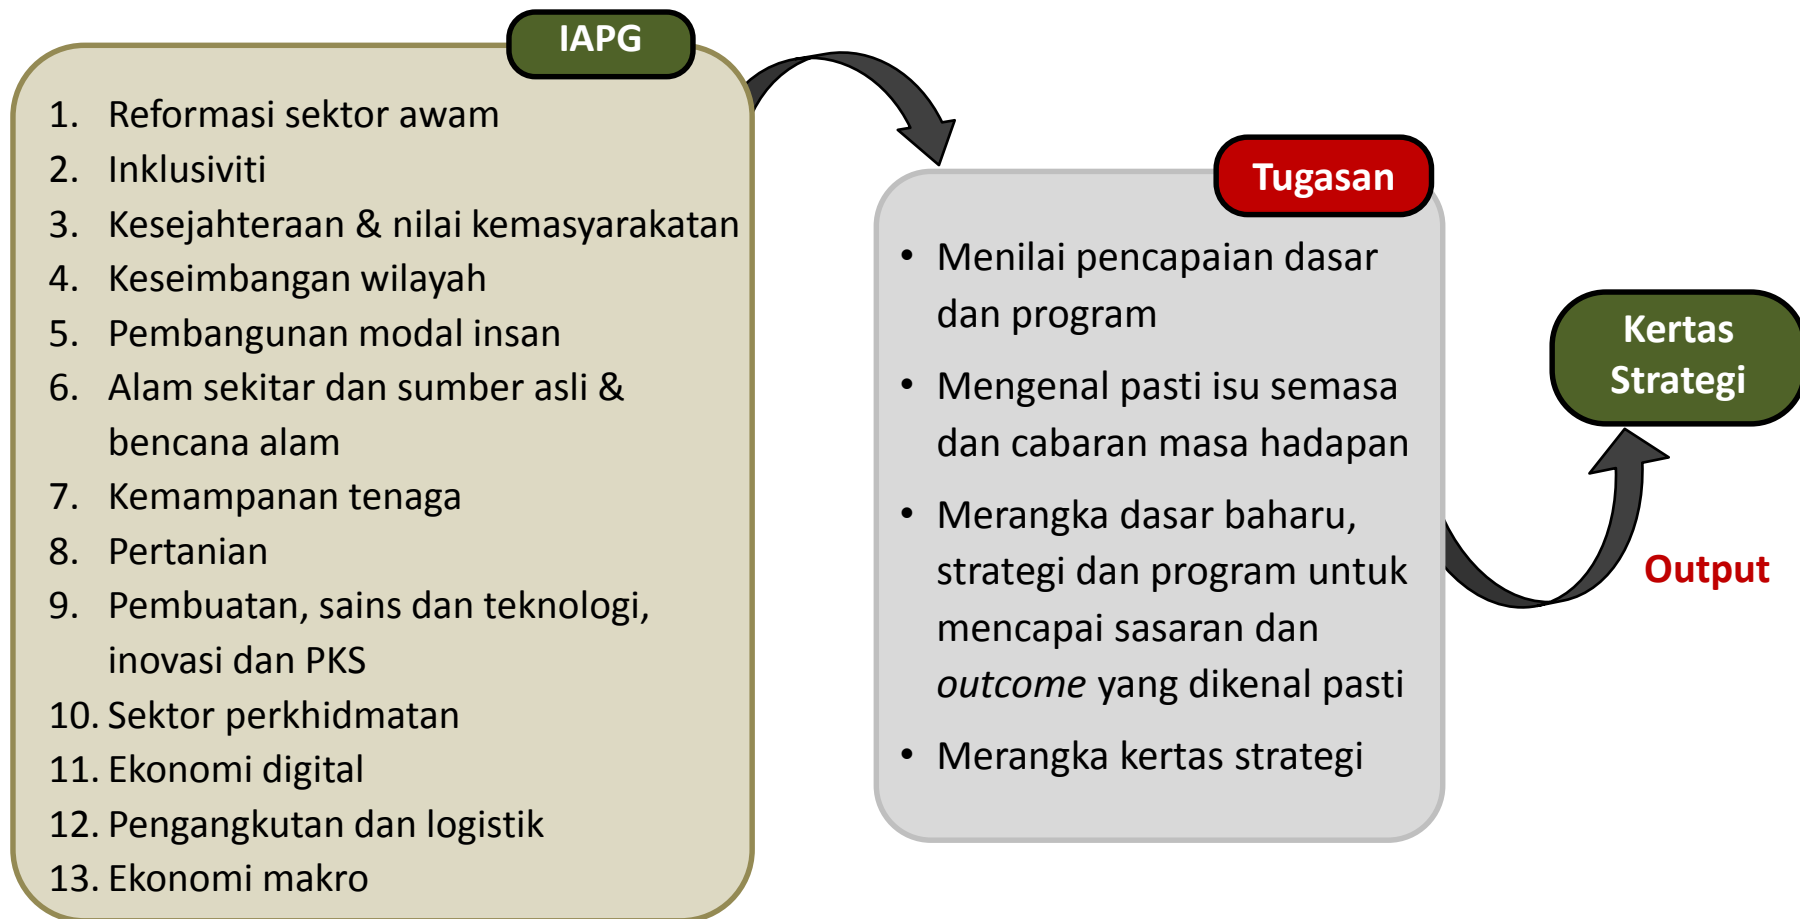 IAPG
1. Reformasi sektor awam
2. Inklusiviti
3. Kesejahteraan & nilai kemasyarakatan
4. Keseimbangan wilayah
5. Pembangunan modal insan
6. Alam sekitar dan sumber asli &
bencana alam
7. Kemampanan tenaga
8. Pertanian
9. Pembuatan, sains dan teknologi,
inovasi dan PKS
10. Sektor perkhidmatan
11. Ekonomi digital
12. Pengangkutan dan logistik
13. Ekonomi makro
Tugasan
• Menilai pencapaian dasar
dan program
• Mengenal pasti isu semasa
dan cabaran masa hadapan
• Merangka dasar baharu,
strategi dan program untuk
mencapai sasaran dan
outcome yang dikenal pasti
• Merangka kertas strategi
Kertas
Strategi
Output